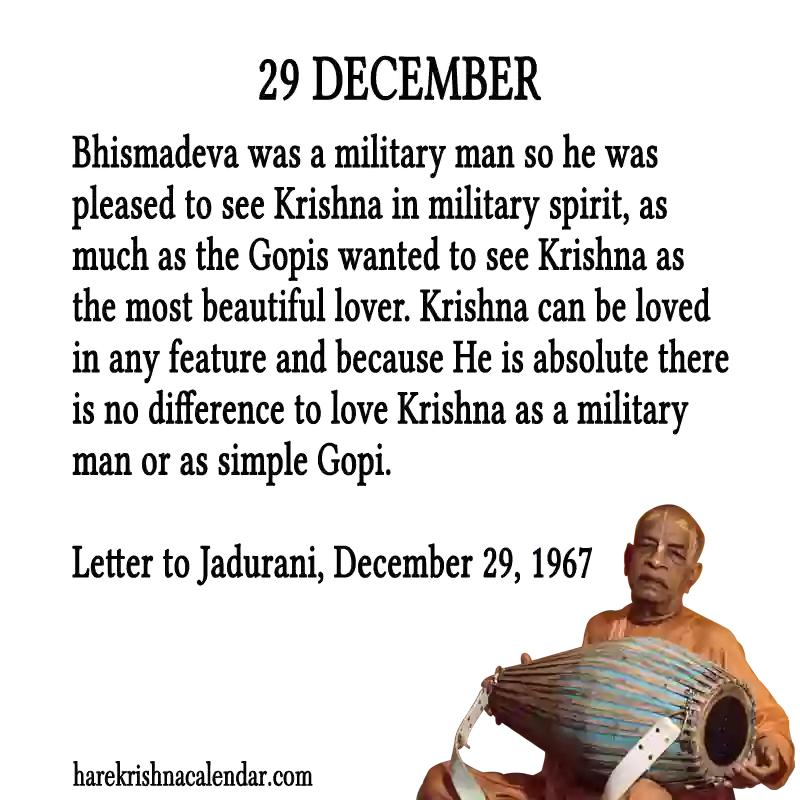 29 DECEMBER
Bhismadeva was a military man so he was
pleased to see Krishna in military spirit, as
much as the Gopis wanted to see Krishna as
the most beautiful lover. Krishna can be loved
in any feature and because He is absolute there
is no difference to love Krishna as a military
man or as simple Gopi.
Letter to Jadurani, December 29, 1967
harekrishnacalendar.com